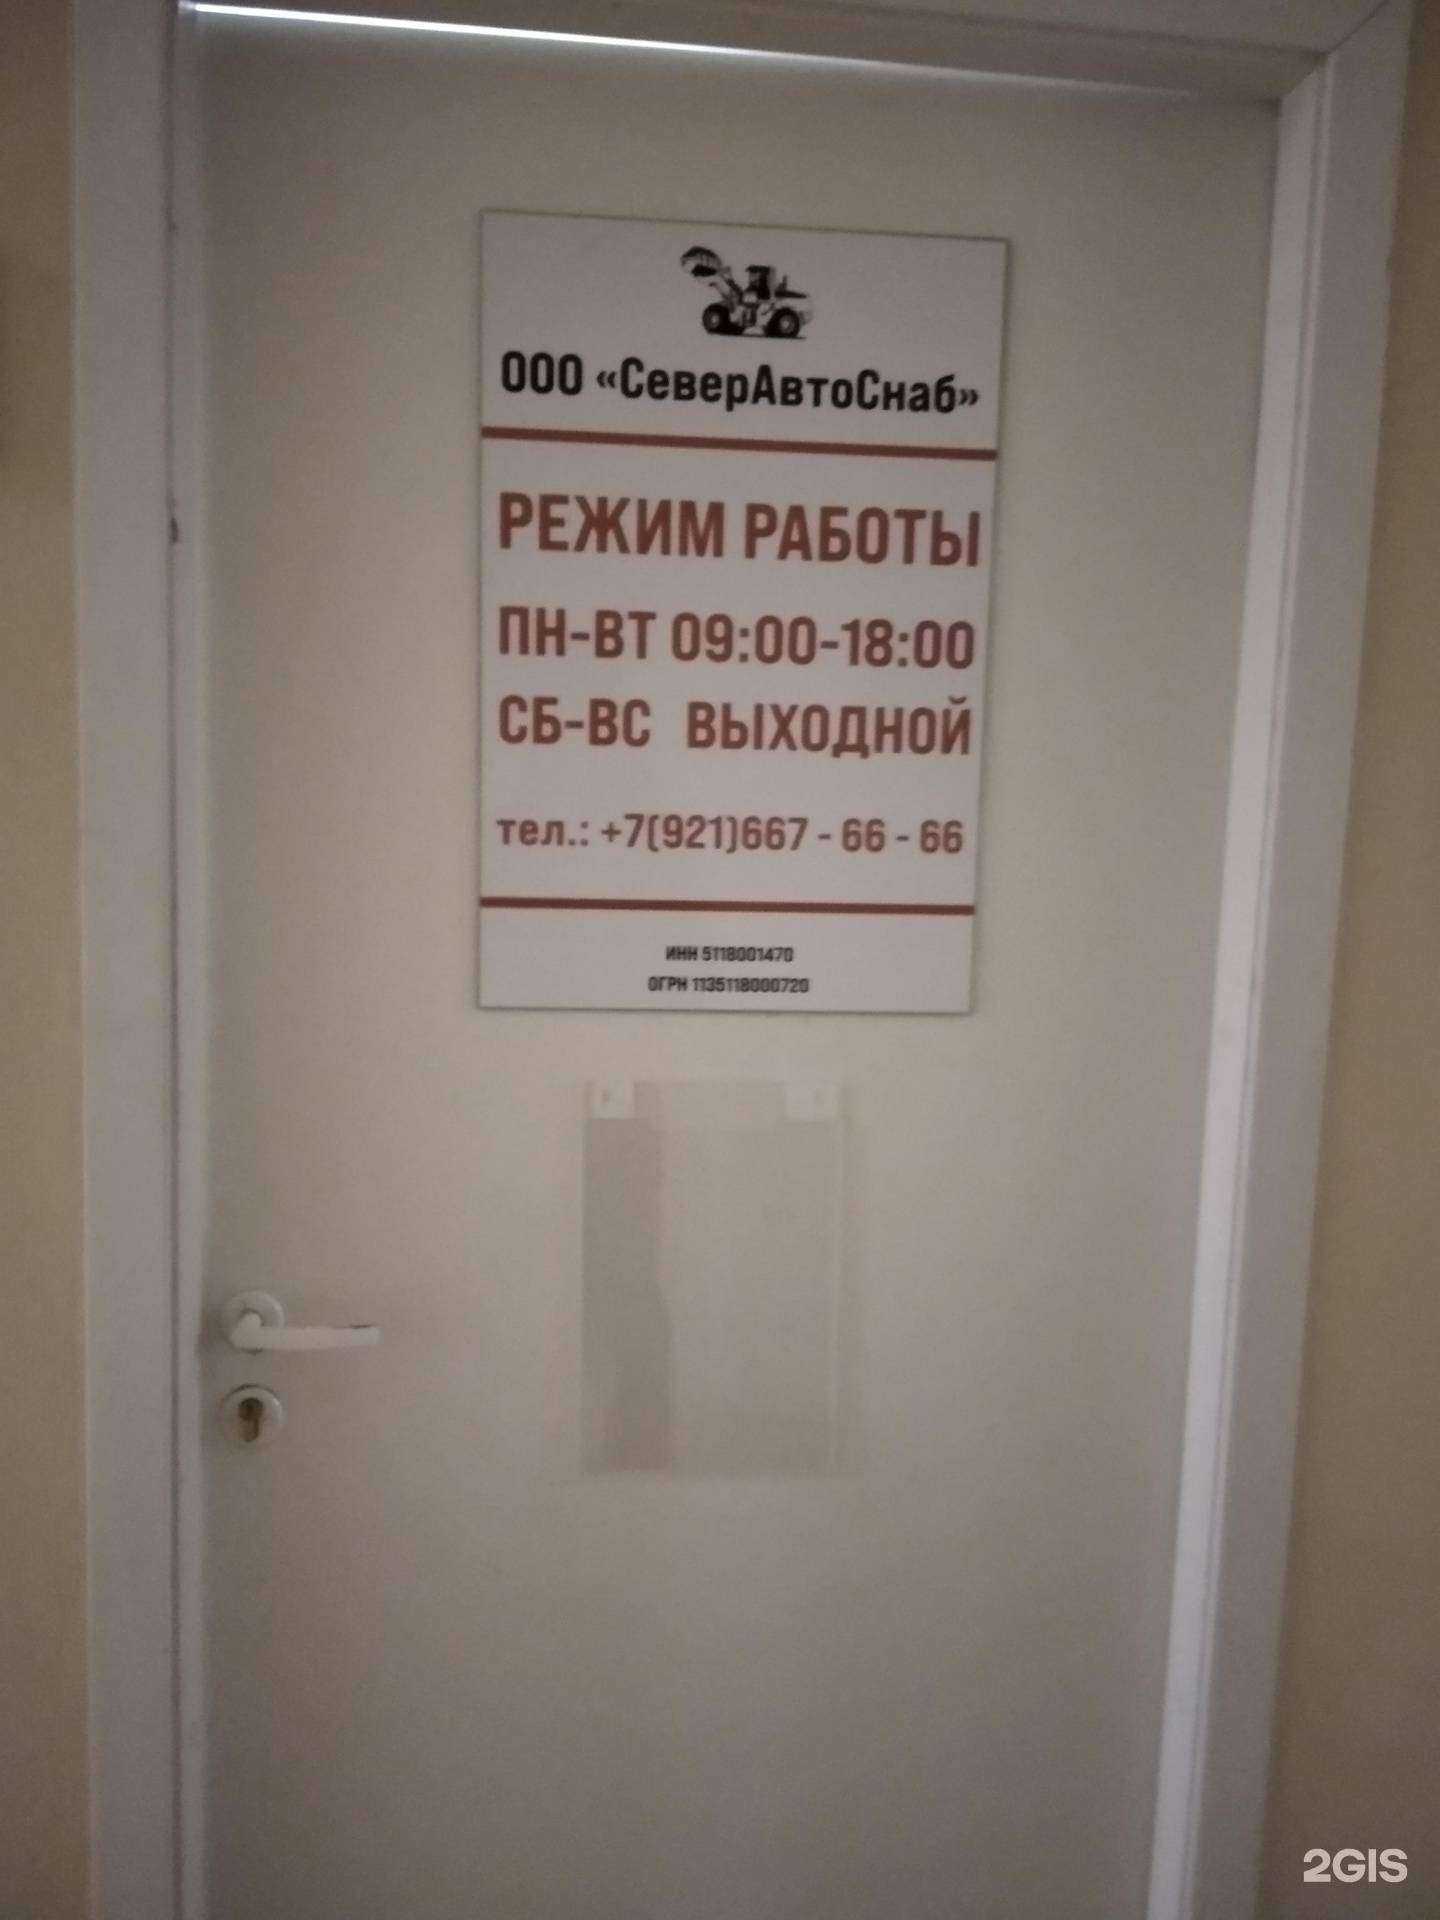 ООО «СеверАвтоСнаб»
РЕЖИМ РАБОТЫ
ПН-ВТ 09:00-18:00
СБ-ВС ВЫХОДНОЙ
тел.: +7(921)667 - 66 - 66
ИНН 5118001470
ОГРН 1135118000720
2GIS